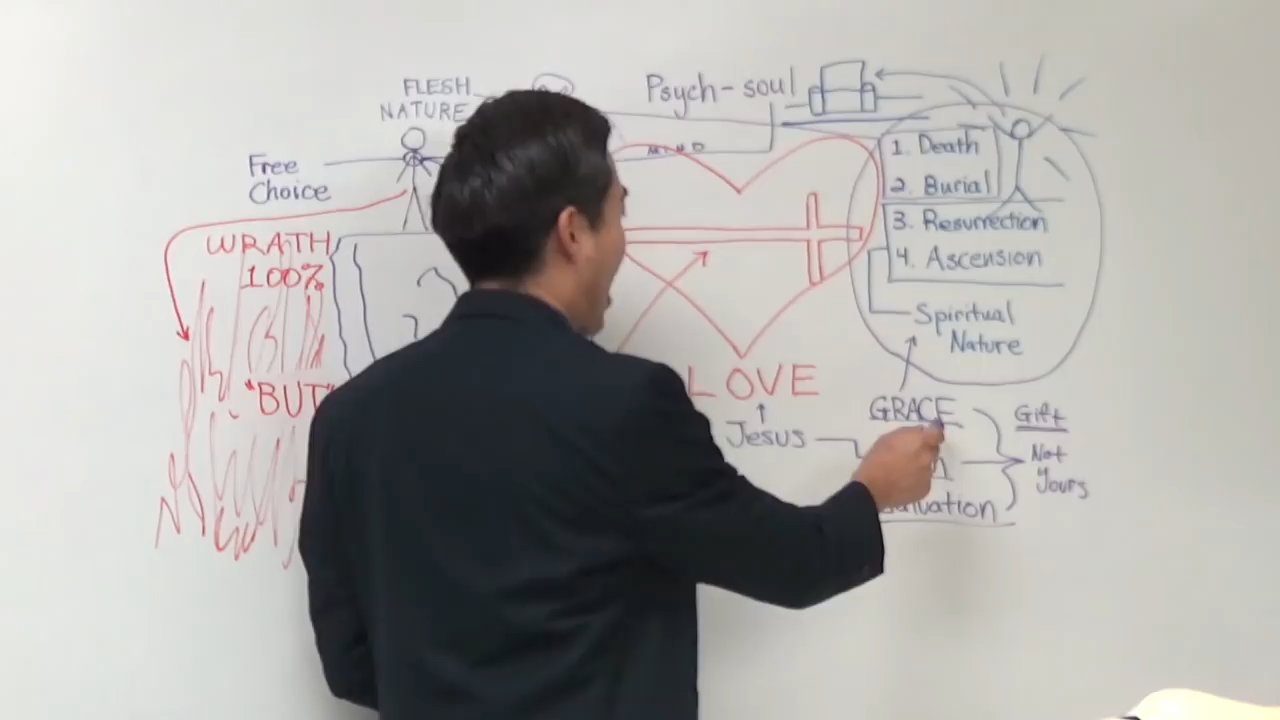 FLESH
NATURE
Free
Choice
WRATH
100%
"BUT"
Psych-soul
MIND
LOVE
Jesus
1. Death
2. Burial
3. Resurrection
4. Ascension
Spiritual
Nature
GRACE
Salvation
Gift
Not
Yours